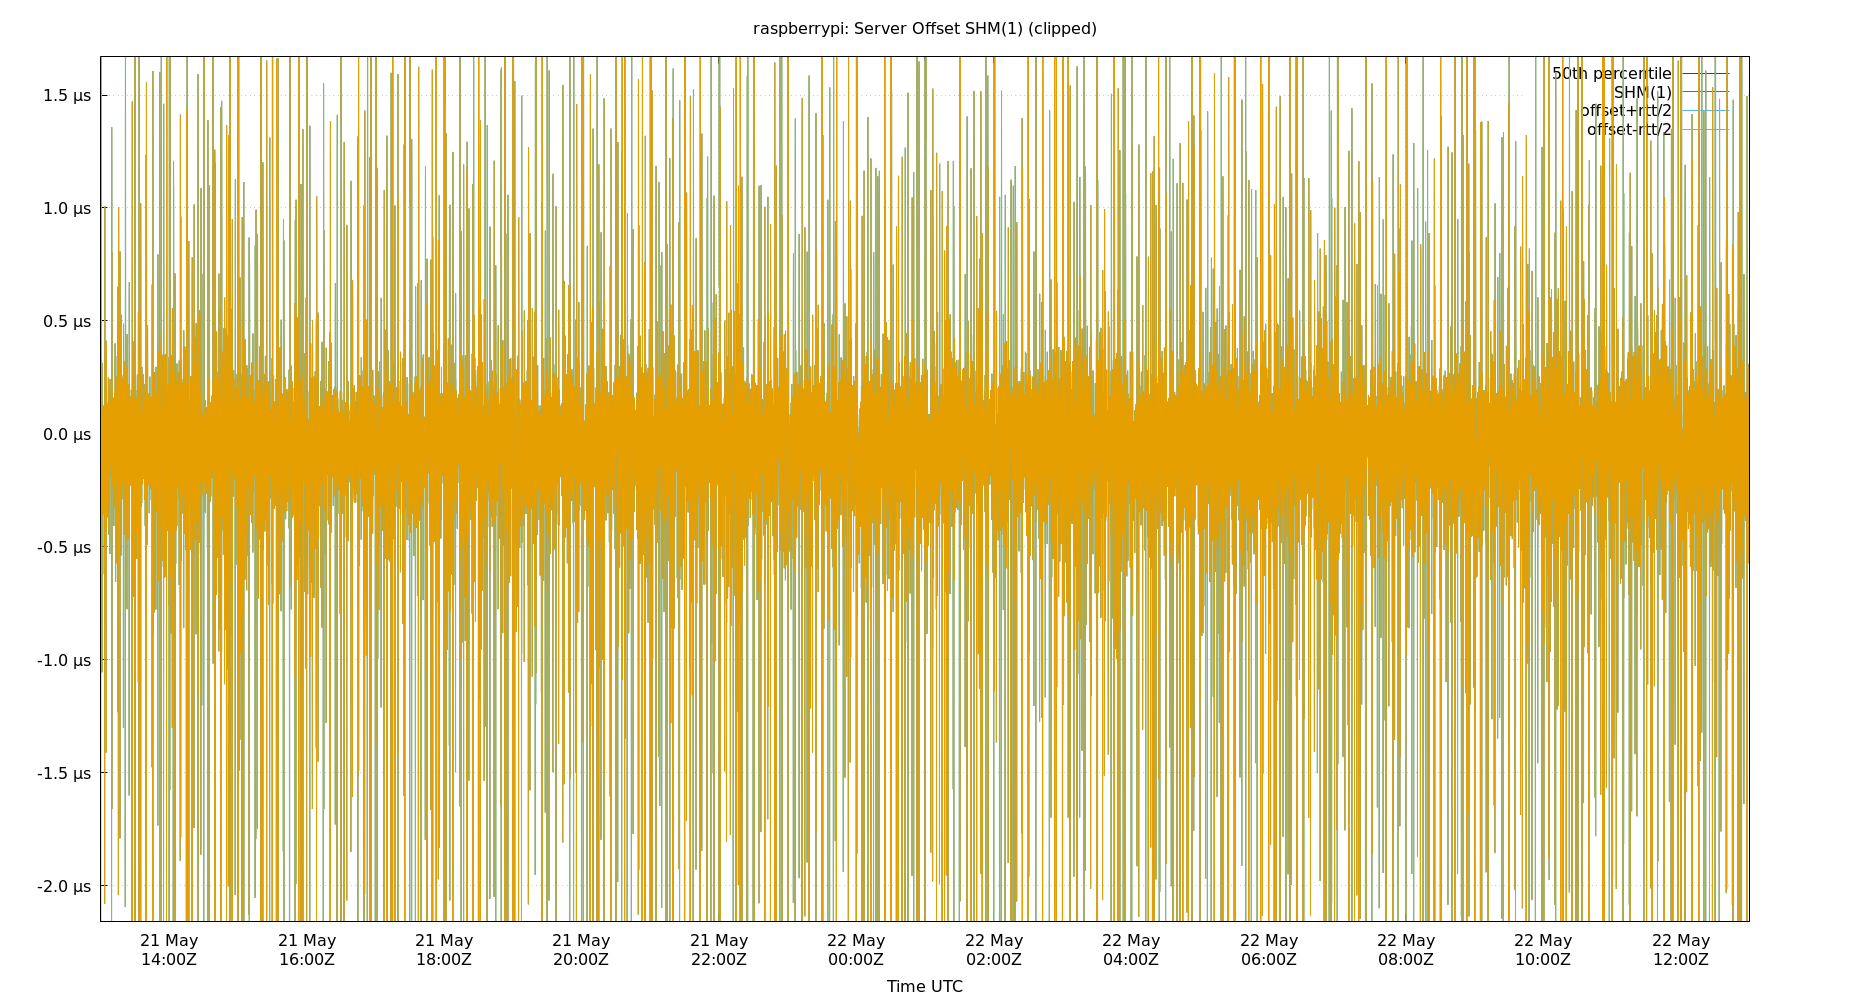 raspberrypi: Server Offset SHM(1) (clipped)
50th percentile
SHM(1)
offset+rtt/2
offset-rtt/2
1.5 µs
1.0 µs
0.5 µs
0.0 µs
-0.5 µs
-1.0 µs
-1.5 µs
-2.0 µs
21 May 21 May 21 May 21 May 21 May 22 May 22 May 22 May 22 May 22 May 22 May 22 May
14:00Z 16:00Z 18:00Z 20:00Z 22:00Z 00:00Z 02:00Z 04:00Z 06:00Z 08:00Z 10:00Z 12:00Z
Time UTC